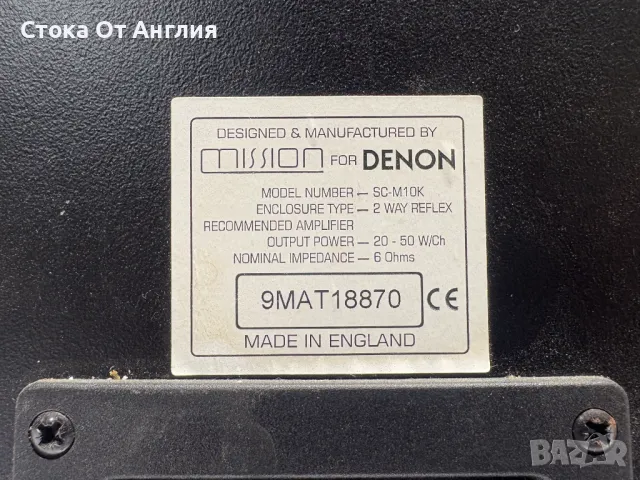 Стока От Англия
DESIGNED & MANUFACTURED BY
mission FOR DENON
MODEL NUMBER – SC-M10K
ENCLOSURE TYPE – 2 WAY REFLEX
RECOMMENDED AMPLIFIER
OUTPUT POWER – 20 - 50 W/Ch
NOMINAL IMPEDANCE – 6 Ohms
9MAT18870 CE
MADE IN ENGLAND
BAZAR